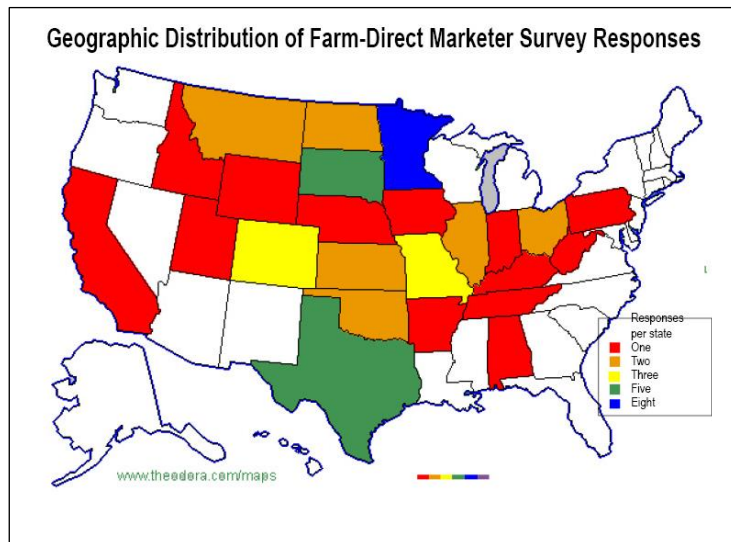 Geographic Distribution of Farm-Direct Marketer Survey Responses
Responses
per state
One
Two
Three
Five
Eight
www.theodora.com/maps